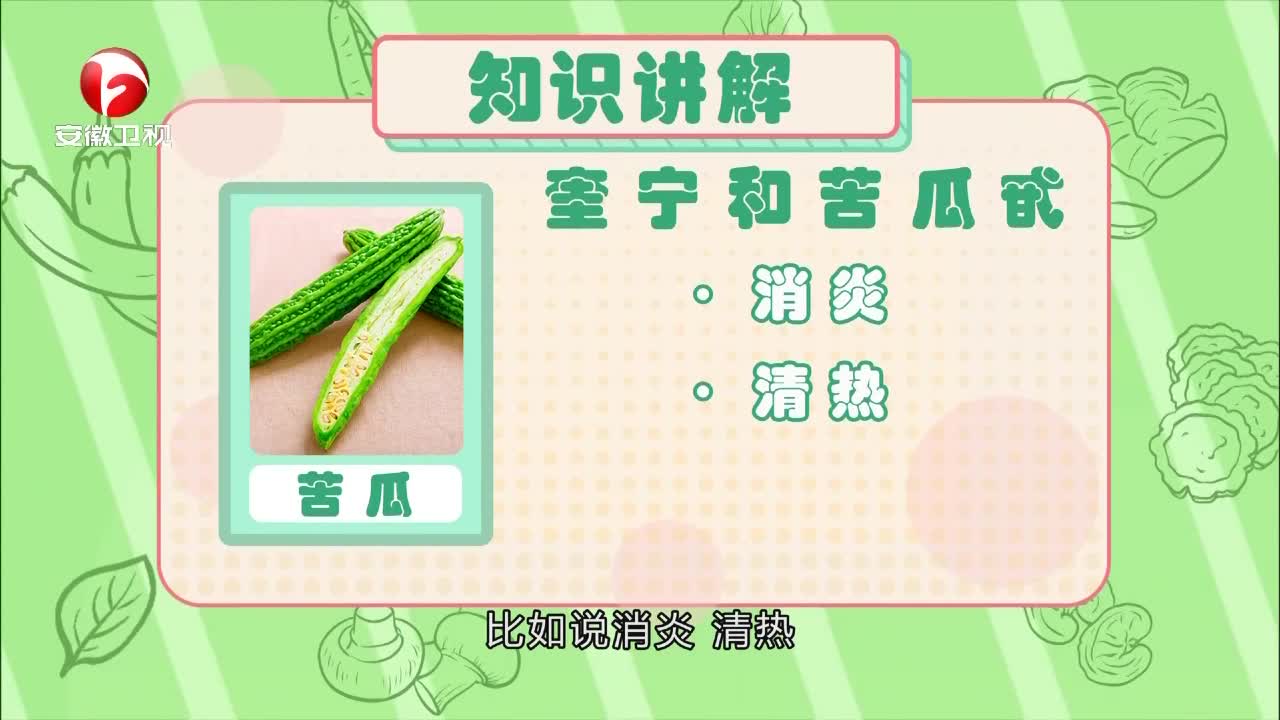 安徽卫视
知识讲解
奎宁和苦瓜甙
· 消炎
· 清热
苦瓜
比如说消炎 清热